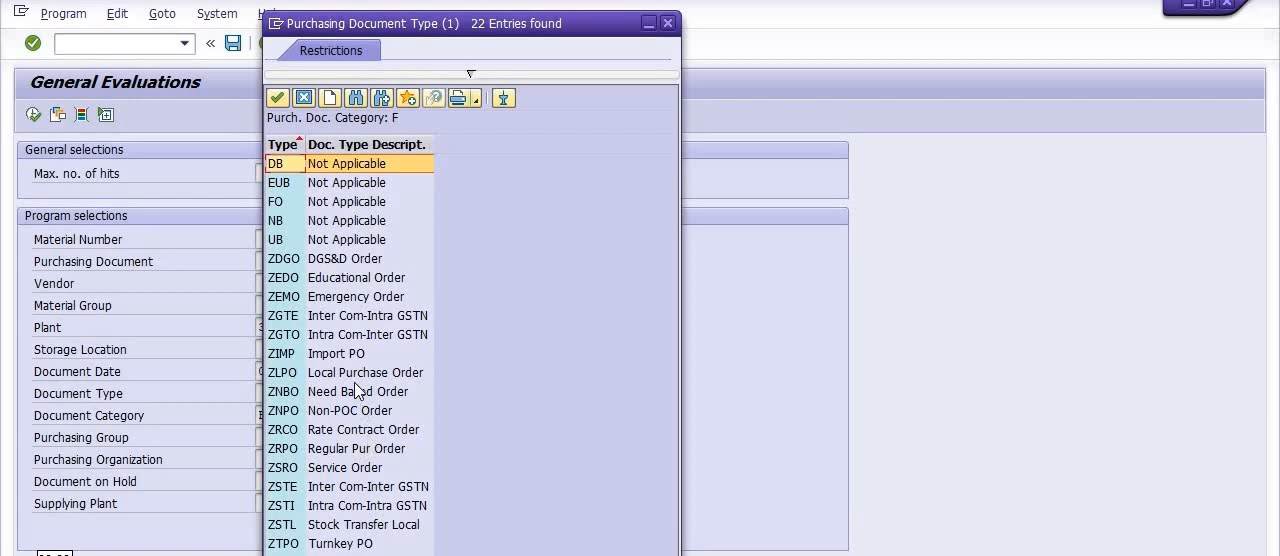 Program Edit Goto System
Purchasing Document Type (1) 22 Entries found
Restrictions
General Evaluations
Purch. Doc. Category: F
Type Doc. Type Descript.
General selections
Max. no. of hits
Program selections
Material Number
Purchasing Document
Vendor
Material Group
Plant
Storage Location
Document Date
Document Type
Document Category
Purchasing Group
Purchasing Organization
Document on Hold
Supplying Plant
DB Not Applicable
EUB Not Applicable
FO Not Applicable
NB Not Applicable
UB Not Applicable
ZDGO DGS&D Order
ZEDO Educational Order
ZEMO Emergency Order
ZGTE Inter Com-Intra GSTN
ZGTO Intra Com-Inter GSTN
ZIMP Import PO
ZLPO Local Purchase Order
ZNBO Need Based Order
ZNPO Non-POC Order
ZRCO Rate Contract Order
ZRPO Regular Pur Order
ZSRO Service Order
ZSTE Inter Com-Inter GSTN
ZSTI Intra Com-Intra GSTN
ZSTL Stock Transfer Local
ZTPO Turnkey PO